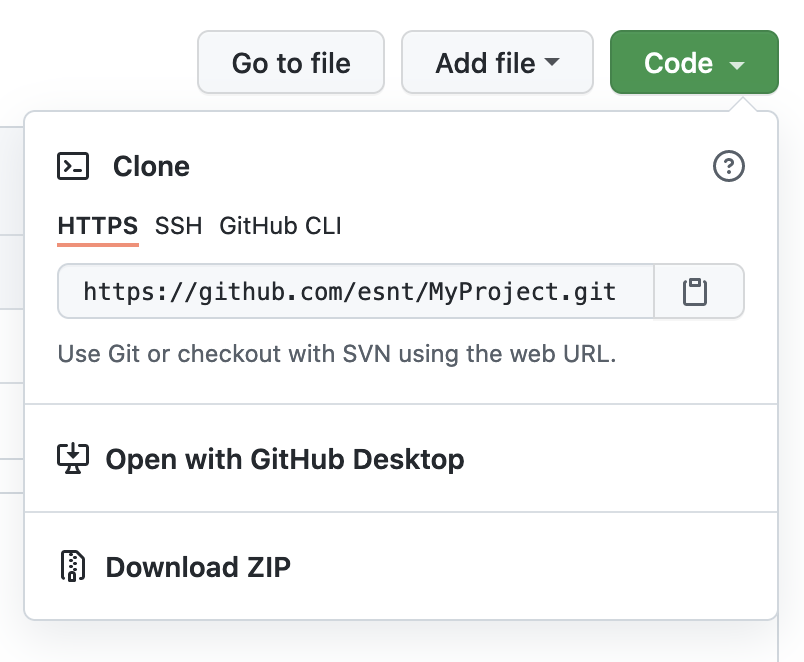 Go to file Add file Code
Clone
HTTPS SSH GitHub CLI
https://github.com/esnt/MyProject.git
Use Git or checkout with SVN using the web URL.
Open with GitHub Desktop
Download ZIP